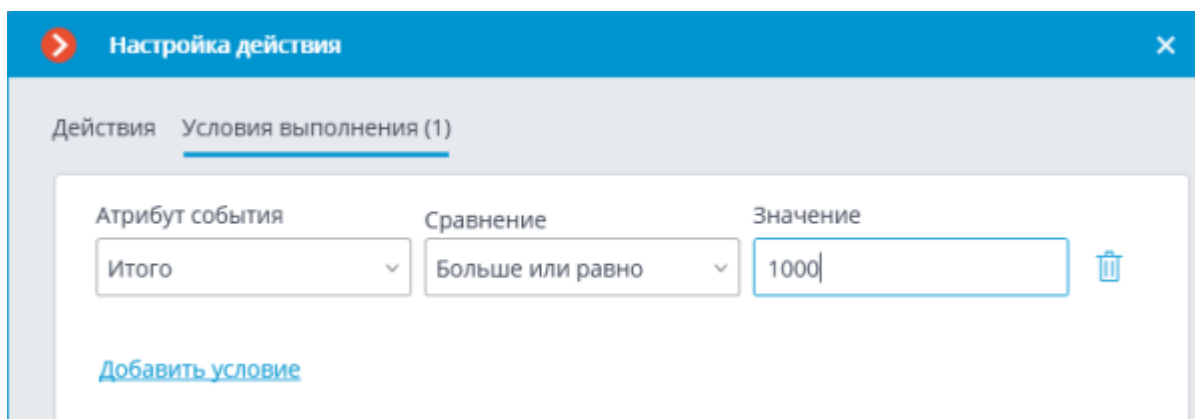 Настройка действия
Действия Условия выполнения (1)
Атрибут события Сравнение Значение
Итого Больше или равно 1000
Добавить условие